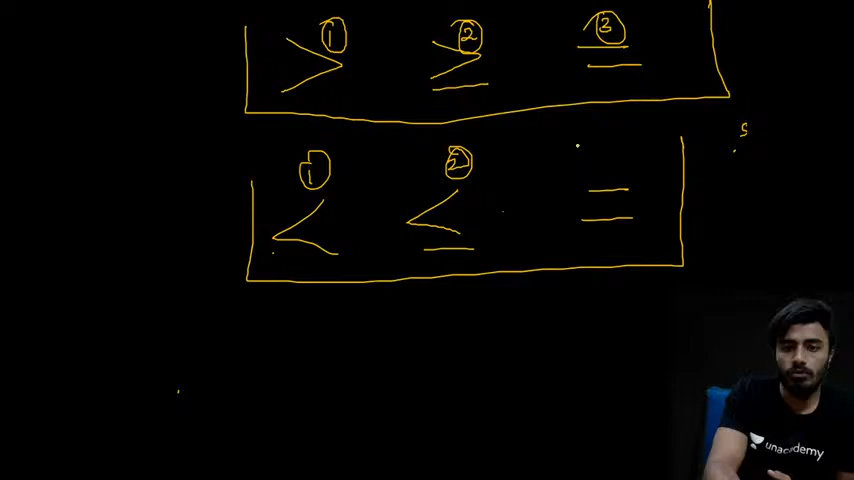 ① ② ③
> ≥ =
s
① ②
< ≤ =
unacademy